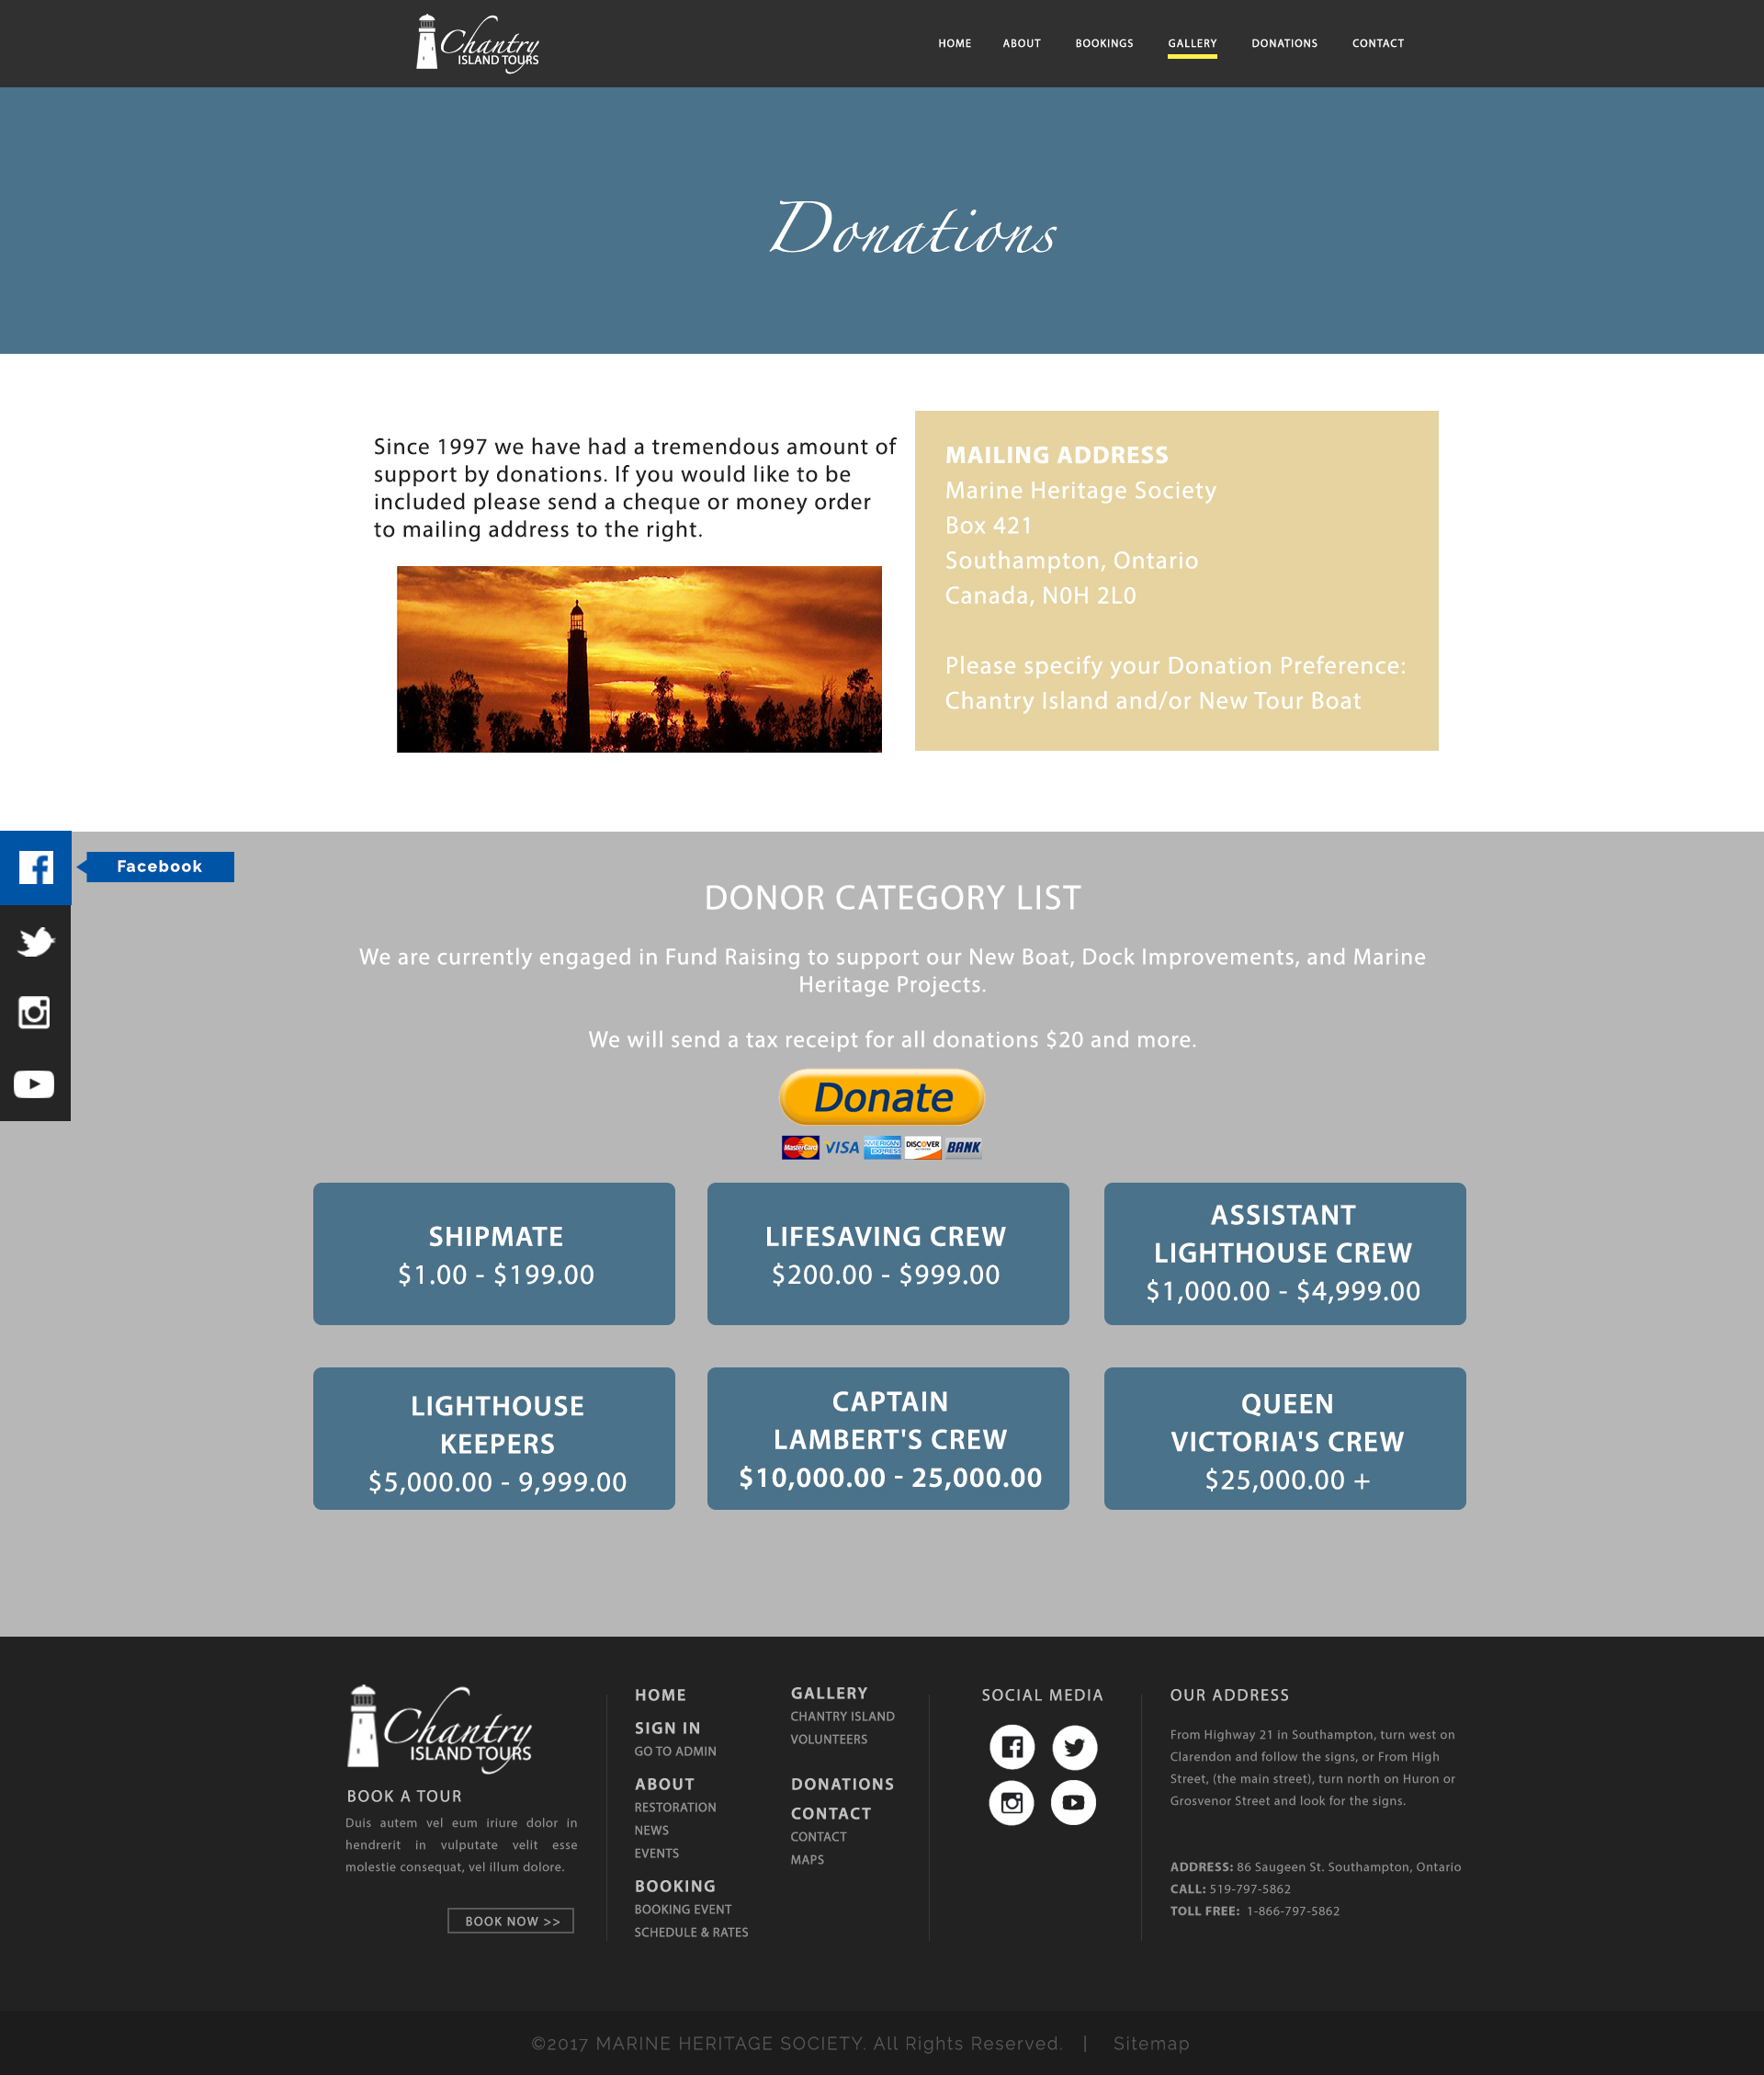 Chantry
ISLAND TOURS
HOME ABOUT BOOKINGS GALLERY DONATIONS CONTACT
Donations
Since 1997 we have had a tremendous amount of
support by donations. If you would like to be
included please send a cheque or money order
to mailing address to the right.
MAILING ADDRESS
Marine Heritage Society
Box 421
Southampton, Ontario
Canada, N0H 2L0
Please specify your Donation Preference:
Chantry Island and/or New Tour Boat
Facebook
DONOR CATEGORY LIST
We are currently engaged in Fund Raising to support our New Boat, Dock Improvements, and Marine
Heritage Projects.
We will send a tax receipt for all donations $20 and more.
Donate
MasterCard VISA AMERICAN EXPRESS DISCOVER BANK
SHIPMATE
$1.00 - $199.00
LIFESAVING CREW
$200.00 - $999.00
ASSISTANT
LIGHTHOUSE CREW
$1,000.00 - $4,999.00
LIGHTHOUSE
KEEPERS
$5,000.00 - 9,999.00
CAPTAIN
LAMBERT'S CREW
$10,000.00 - 25,000.00
QUEEN
VICTORIA'S CREW
$25,000.00 +
Chantry
ISLAND TOURS
BOOK A TOUR
Duis autem vel eum iriure dolor in
hendrerit in vulputate velit esse
molestie consequat, vel illum dolore.
BOOK NOW >>
HOME
SIGN IN
GO TO ADMIN
ABOUT
RESTORATION
NEWS
EVENTS
BOOKING
BOOKING EVENT
SCHEDULE & RATES
GALLERY
CHANTRY ISLAND
VOLUNTEERS
DONATIONS
CONTACT
CONTACT
MAPS
SOCIAL MEDIA
OUR ADDRESS
From Highway 21 in Southampton, turn west on
Clarendon and follow the signs, or From High
Street, (the main street), turn north on Huron or
Grosvenor Street and look for the signs.
ADDRESS: 86 Saugeen St. Southampton, Ontario
CALL: 519-797-5862
TOLL FREE: 1-866-797-5862
©2017 MARINE HERITAGE SOCIETY. All Rights Reserved. | Sitemap